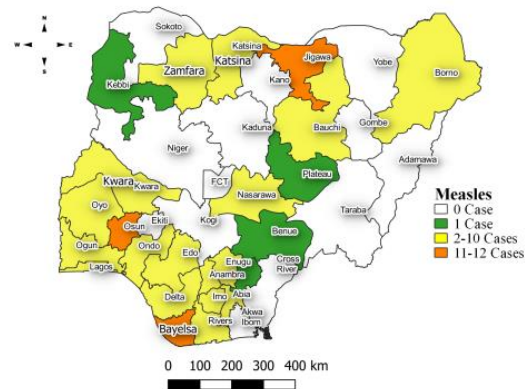 N
W E
S
Sokoto
Katsina
Jigawa
Katsina
Zamfara
Yobe
Borno
Kebbi
Kano
Gombe
Kaduna
Bauchi
Niger
Adamawa
Plateau
FCT
Kwara
Kwara
Nasarawa
Measles
0 Case
1 Case
2-10 Cases
11-12 Cases
Taraba
Oyo
Kogi
Osun
Ekiti
Benue
Ogun
Ondo
Edo
Enugu
Cross
River
Lagos
Anambra
Delta
Imo
Abia
Bayelsa
Rivers
Akwa
Ibom
0 100 200 300 400 km